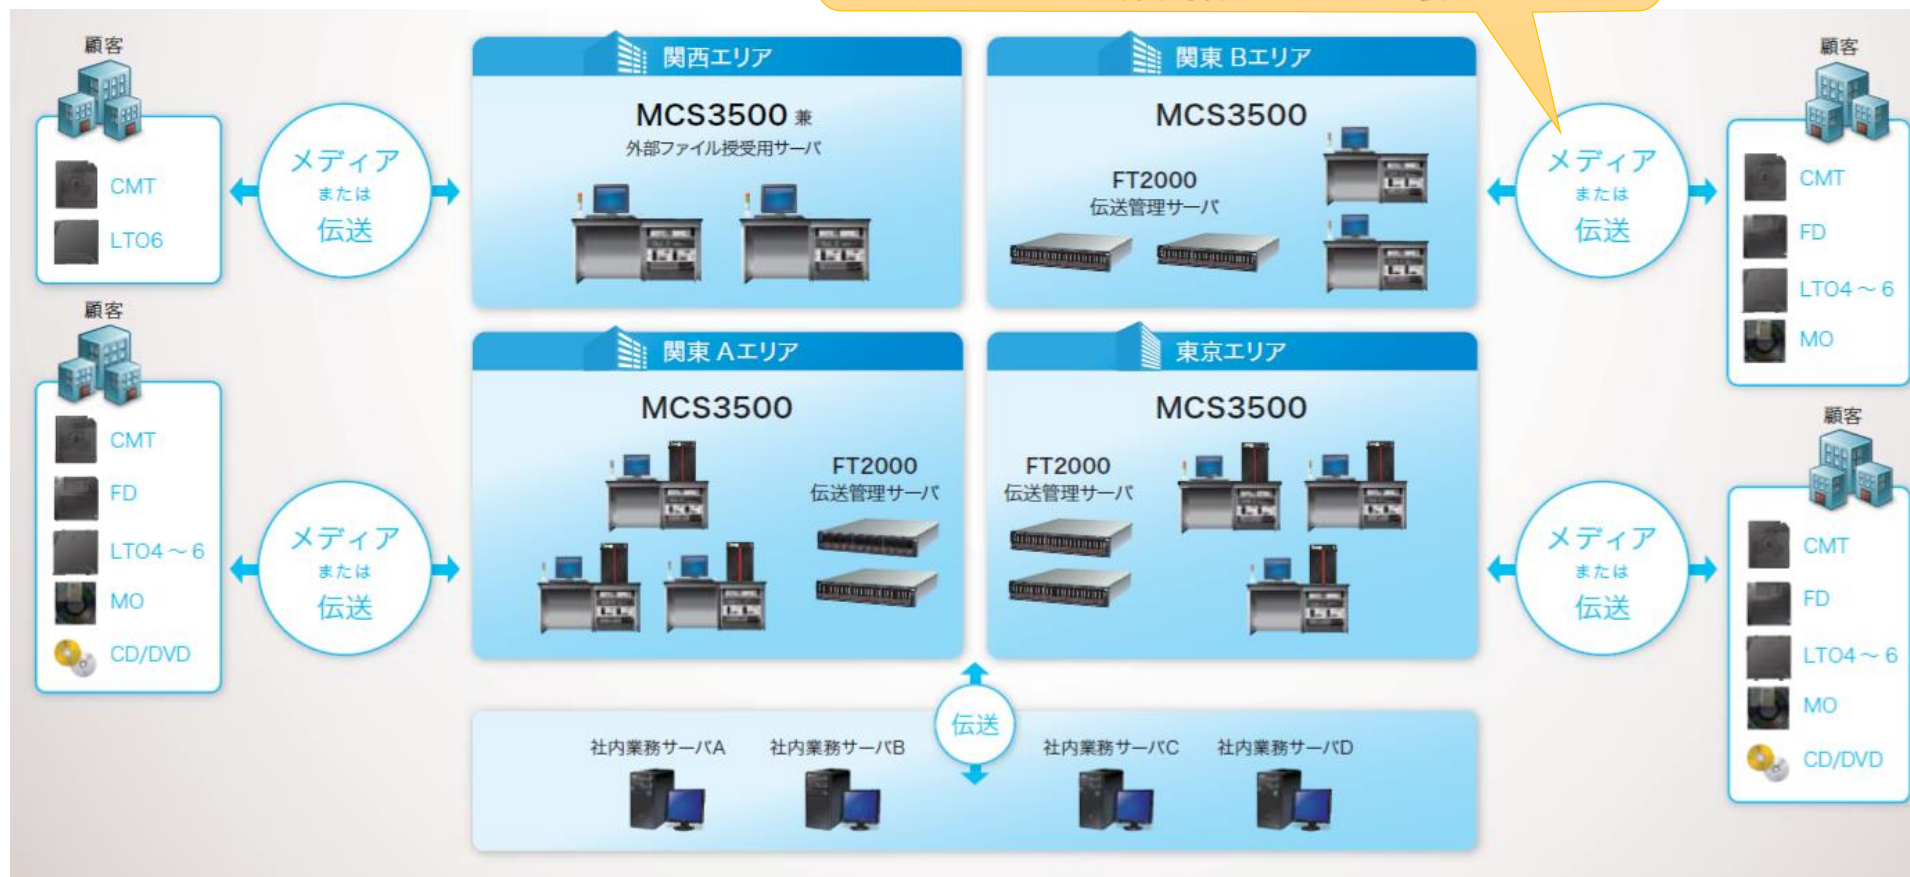 顧客
CMT
LTO6
メディア
または
伝送
関西エリア
MCS3500 兼
外部ファイル授受用サーバ
関東 Bエリア
MCS3500
FT2000
伝送管理サーバ
メディア
または
伝送
顧客
CMT
FD
LTO4～6
MO
顧客
CMT
FD
LTO4～6
MO
CD/DVD
メディア
または
伝送
関東 Aエリア
MCS3500
FT2000
伝送管理サーバ
東京エリア
MCS3500
FT2000
伝送管理サーバ
メディア
または
伝送
顧客
CMT
FD
LTO4～6
MO
CD/DVD
伝送
社内業務サーバA
社内業務サーバB
社内業務サーバC
社内業務サーバD